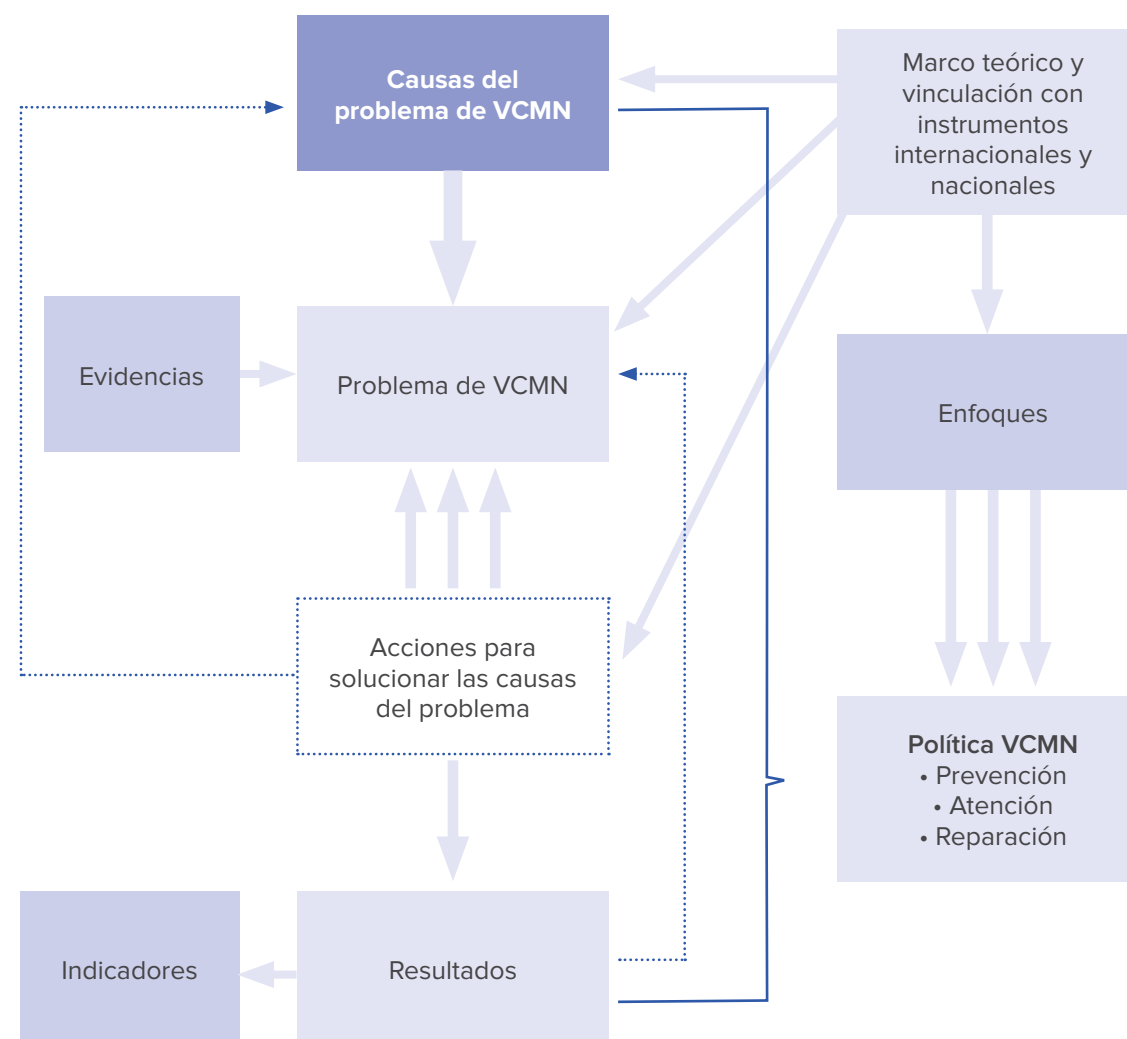 Causas del
problema de VCMN
Marco teórico y
vinculación con
instrumentos
internacionales y
nacionales
Evidencias
Problema de VCMN
Enfoques
Acciones para
solucionar las causas
del problema
Política VCMN
• Prevención
• Atención
• Reparación
Indicadores
Resultados